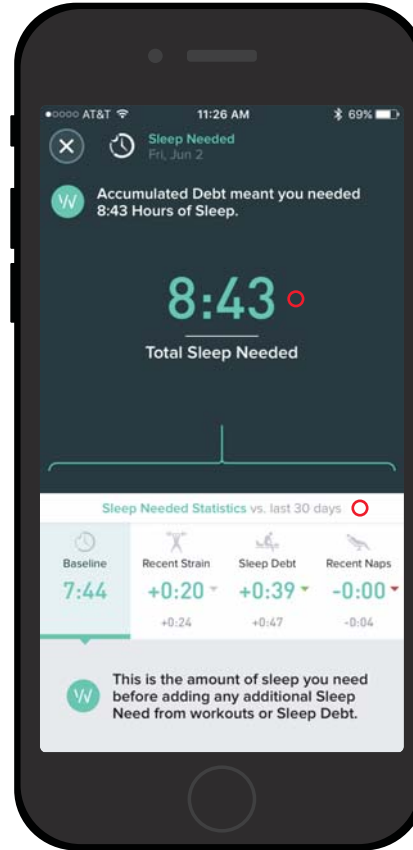 AT&T 11:26 AM 69%
Sleep Needed
Fri, Jun 2
W Accumulated Debt meant you needed
8:43 Hours of Sleep.
8:43
Total Sleep Needed
Sleep Needed Statistics vs. last 30 days
Baseline Recent Strain Sleep Debt Recent Naps
7:44 +0:20 +0:39 -0:00
+0:24 +0:47 -0:04
This is the amount of sleep you need
W before adding any additional Sleep
Need from workouts or Sleep Debt.